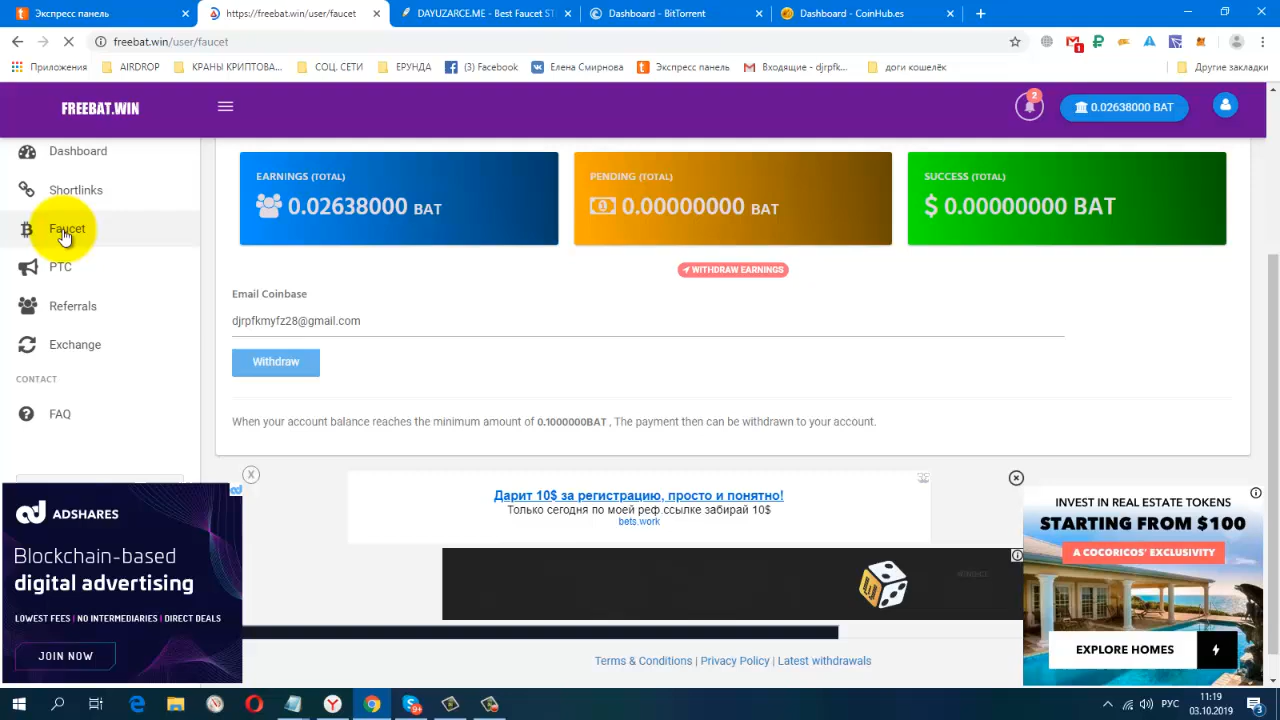 Экспресс панель
https://freebat.win/user/faucet
DAYUZARCE.ME - Best Faucet ST
Dashboard - BitTorrent
Dashboard - CoinHub.es
freebat.win/user/faucet
1
Приложения
AIRDROP
КРАНЫ КРИПТОВА...
СОЦ. СЕТИ
ЕРУНДА
(3) Facebook
Елена Смирнова
Экспресс панель
Входящие - djrpfk...
доги кошелёк
Другие закладки
FREEBAT.WIN
2
0.02638000 BAT
Dashboard
Shortlinks
Faucet
PTC
Referrals
Exchange
CONTACT
FAQ
EARNINGS (TOTAL)
0.02638000 BAT
PENDING (TOTAL)
0.00000000 BAT
SUCCESS (TOTAL)
$ 0.00000000 BAT
WITHDRAW EARNINGS
Email Coinbase
djrpfkmyfz28@gmail.com
Withdraw
When your account balance reaches the minimum amount of 0.1000000BAT , The payment then can be withdrawn to your account.
X
Дарит 10$ за регистрацию, просто и понятно!
Только сегодня по моей реф.ссылке забирай 10$
bets.work
ADSHARES
Blockchain-based
digital advertising
LOWEST FEES | NO INTERMEDIARIES | DIRECT DEALS
JOIN NOW
INVEST IN REAL ESTATE TOKENS
STARTING FROM $100
A COCORICOS' EXCLUSIVITY
EXPLORE HOMES
Terms & Conditions | Privacy Policy | Latest withdrawals
9+
РУС
11:19
03.10.2019
3